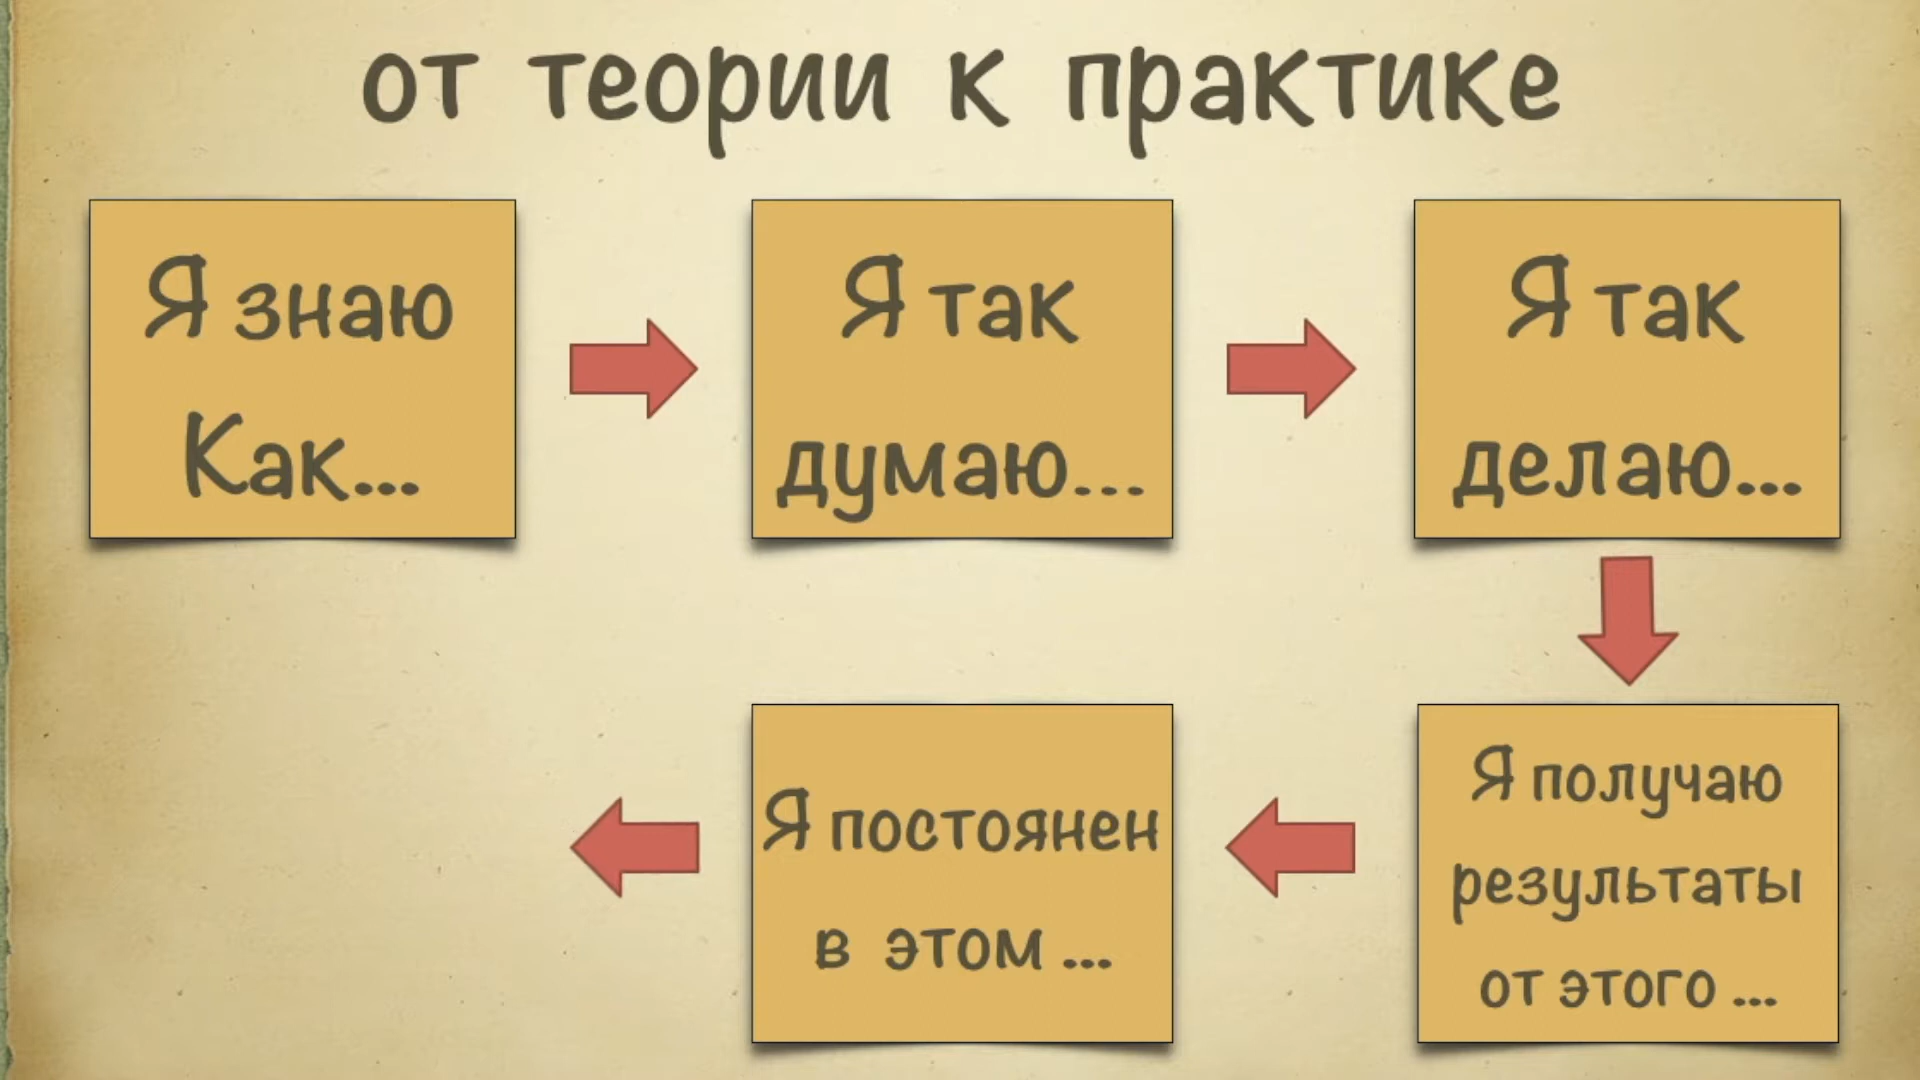 от теории к практике
Я знаю
Как...
Я так
думаю...
Я так
делаю...
Я получаю
результаты
от этого ...
Я постоянен
в этом ...